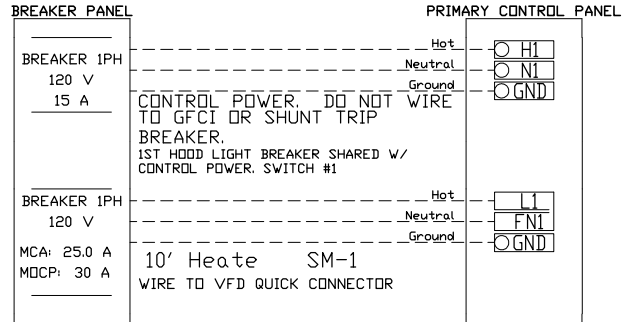 BREAKER PANEL
PRIMARY CONTROL PANEL
BREAKER 1PH
120 V
15 A
Hot
Neutral
Ground
H1
N1
GND
CONTROL POWER. DO NOT WIRE
TO GFCI OR SHUNT TRIP
BREAKER.
1ST HOOD LIGHT BREAKER SHARED W/
CONTROL POWER. SWITCH #1
BREAKER 1PH
120 V
MCA: 25.0 A
MOCP: 30 A
Hot
Neutral
Ground
L1
FN1
GND
10' Heate SM-1
WIRE TO VFD QUICK CONNECTOR